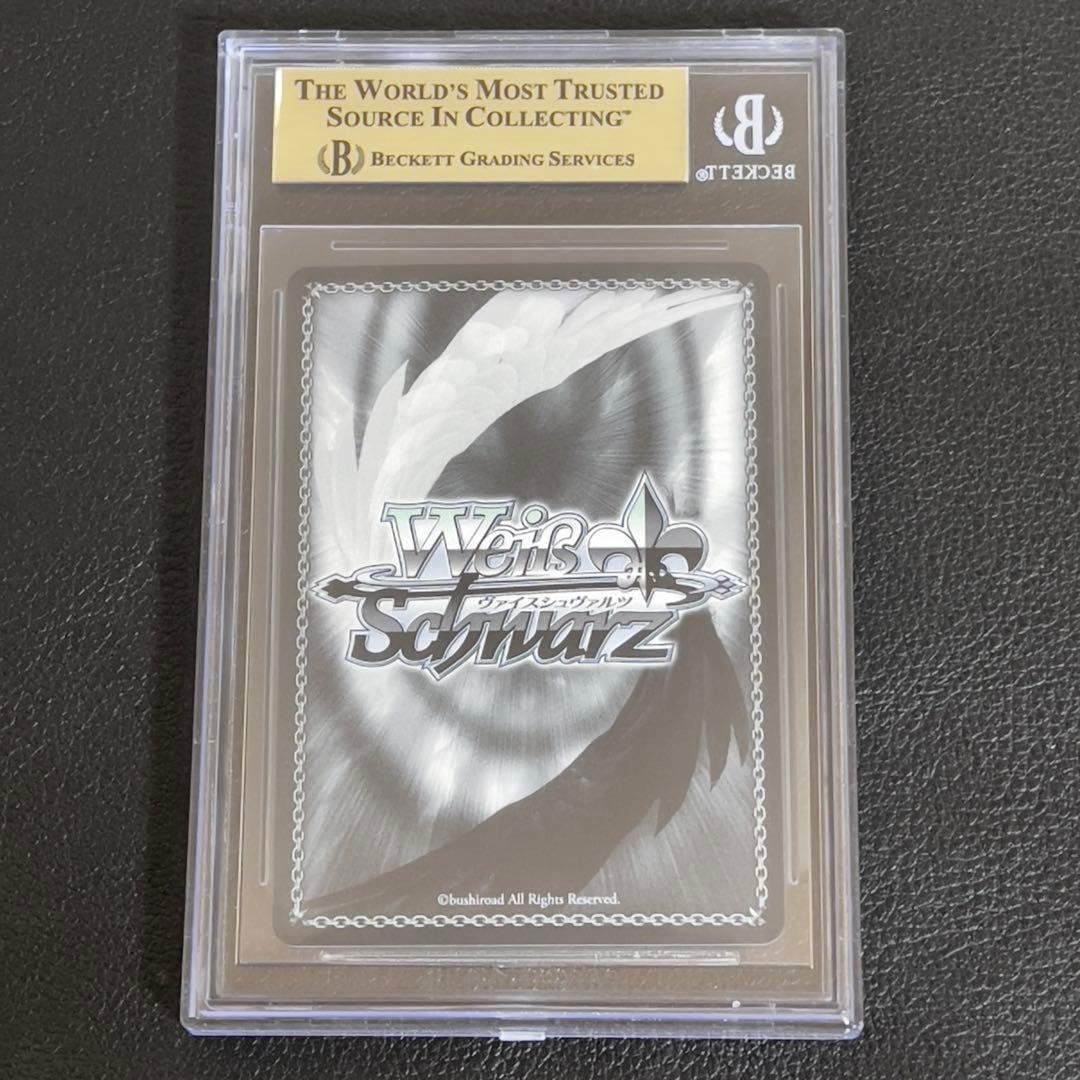 THE WORLD'S MOST TRUSTED
SOURCE IN COLLECTING™
B BECKETT GRADING SERVICES
B
BECKETT®
Weiß
ヴァイスシュヴァルツ
Schwarz
©bushiroad All Rights Reserved.